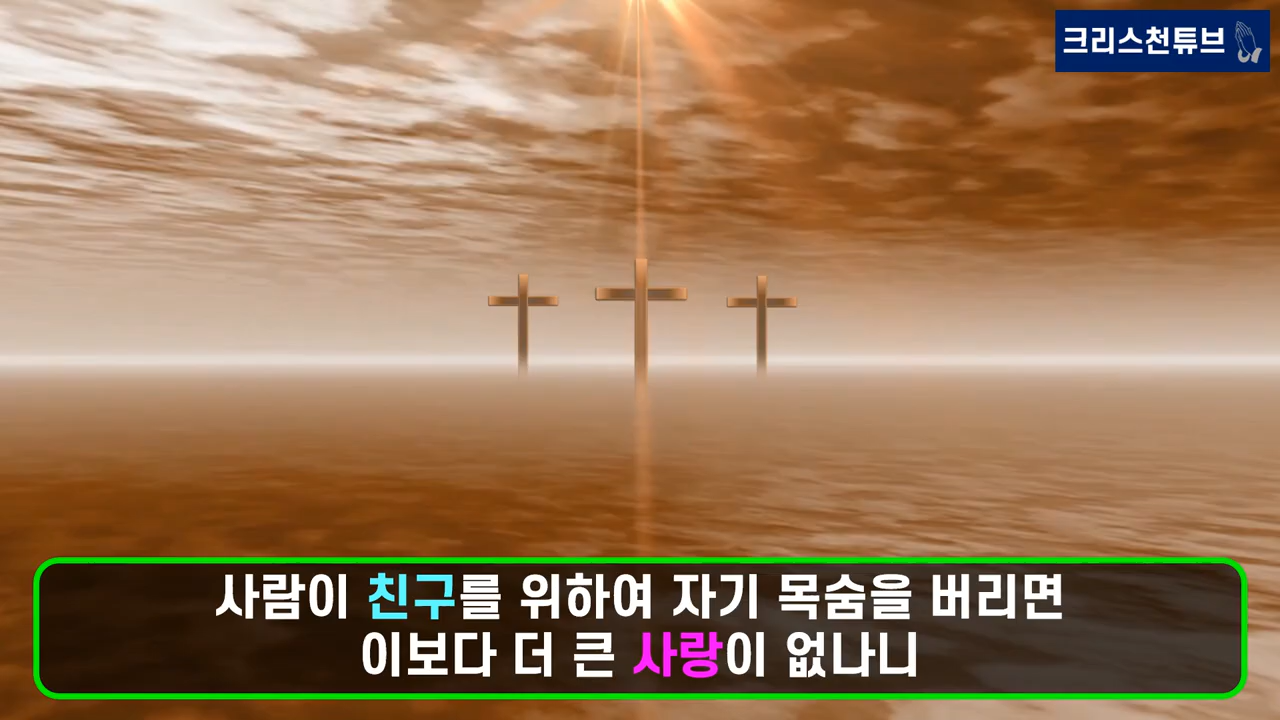 크리스천튜브
사람이 친구를 위하여 자기 목숨을 버리면
이보다 더 큰 사랑이 없나니